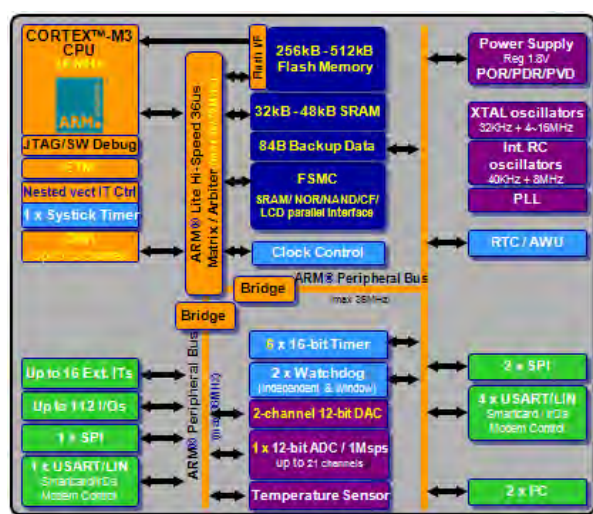 CORTEX™-M3
CPU
ARM
JTAG/SW Debug
ETM
Nested vect IT Ctrl
1 x Systick Timer
ARM® Lite Hi-Speed
Matrix / Arbiter
Flash I/F
256kB - 512kB
Flash Memory
32kB - 48kB SRAM
84B Backup Data
FSMC
SRAM/ NOR/NAND/CF/
LCD parallel Interface
Clock Control
Power Supply
Reg 1.8V
POR/PDR/PVD
XTAL oscillators
32KHz + 4~16MHz
Int. RC
oscillators
40KHz + 8MHz
PLL
RTC / AWU
Bridge
ARM® Peripheral Bus
(max 36MHz)
Bridge
ARM® Peripheral Bus
Up to 16 Ext. ITs
Up to 112 I/Os
1 x SPI
1 x USART/LIN
Smartcard/IrDa
Modem Control
6 x 16-bit Timer
2 x Watchdog
(independent & Window)
2-channel 12-bit DAC
1 x 12-bit ADC / 1Msps
up to 21 channels
Temperature Sensor
2 x SPI
4 x USART/LIN
Smartcard / IrDa
Modem Control
2 x I²C